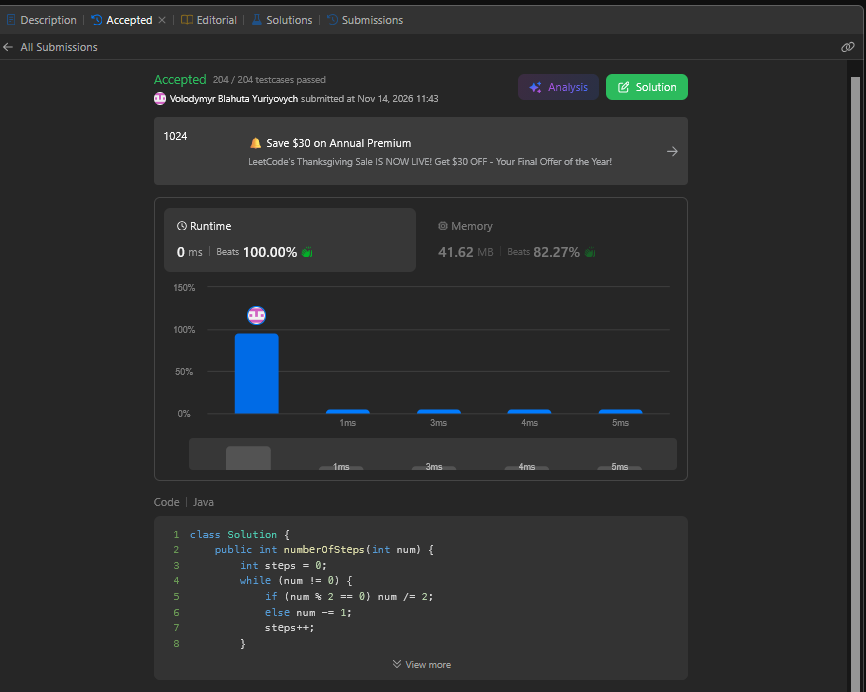 Description | Accepted × | Editorial | Solutions | Submissions
← All Submissions
Accepted 204 / 204 testcases passed
Volodymyr Blahuta Yuriyovych submitted at Nov 14, 2026 11:43
Analysis
Solution
1024
Save $30 on Annual Premium
LeetCode's Thanksgiving Sale IS NOW LIVE! Get $30 OFF - Your Final Offer of the Year!
Runtime
0 ms | Beats 100.00%
Memory
41.62 MB | Beats 82.27%
150%
100%
50%
0%
1ms 3ms 4ms 5ms
1ms 3ms 4ms 5ms
Code | Java
1 class Solution {
2     public int numberOfSteps(int num) {
3         int steps = 0;
4         while (num != 0) {
5             if (num % 2 == 0) num /= 2;
6             else num -= 1;
7             steps++;
8         }
View more